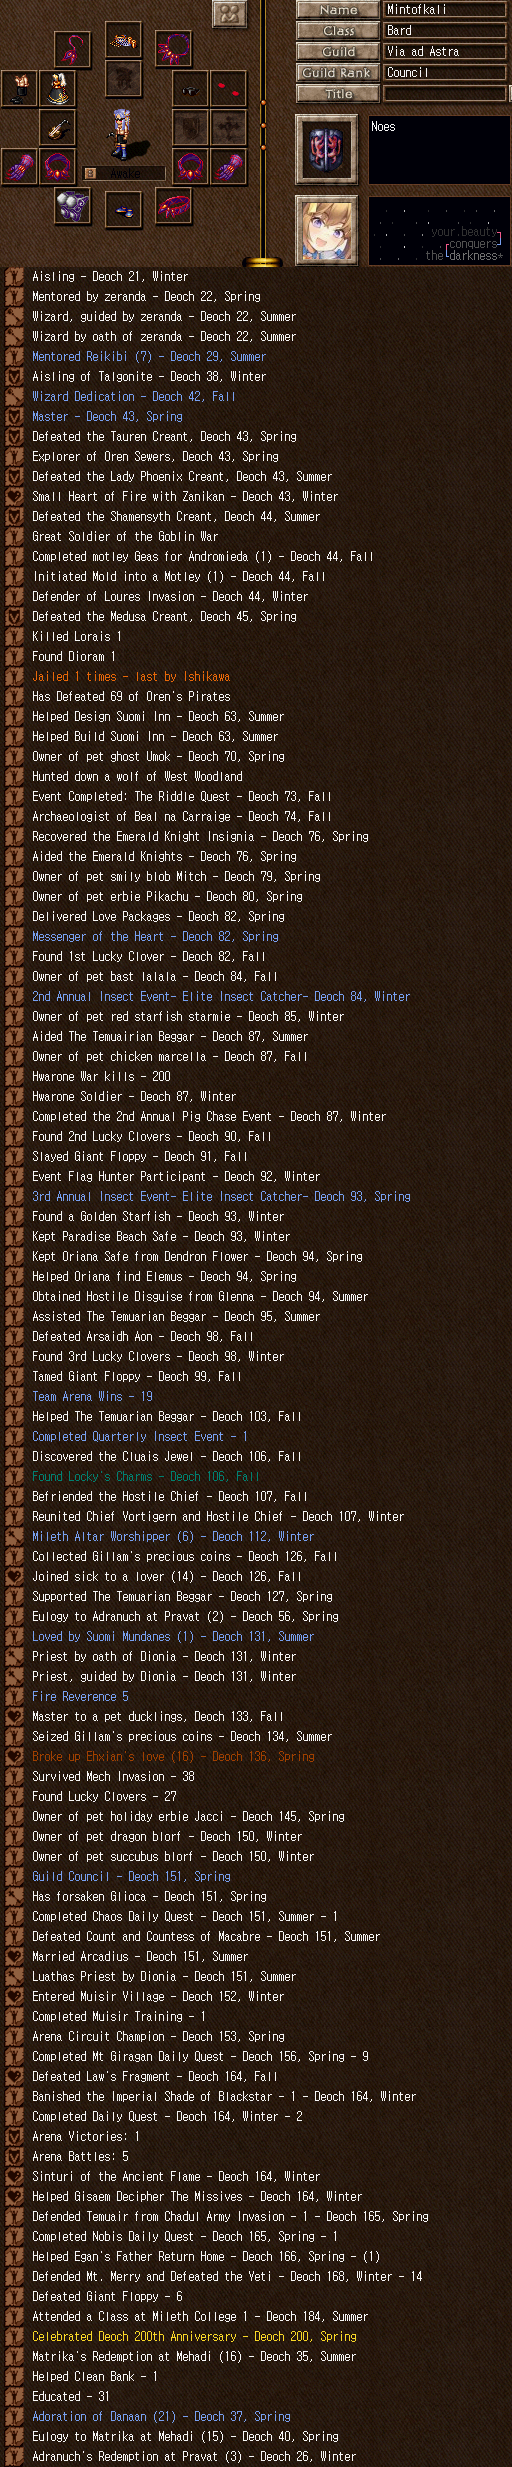 Name Mintofkali
Class Bard
Guild Via ad Astra
Guild Rank Council
Title
Noes
Awake
your.beauty
conquers
the darkness*
Aisling - Deoch 21, Winter
Mentored by zeranda - Deoch 22, Spring
Wizard, guided by zeranda - Deoch 22, Summer
Wizard by oath of zeranda - Deoch 22, Summer
Mentored Reikibi (7) - Deoch 29, Summer
Aisling of Talgonite - Deoch 38, Winter
Wizard Dedication - Deoch 42, Fall
Master - Deoch 43, Spring
Defeated the Tauren Creant, Deoch 43, Spring
Explorer of Oren Sewers, Deoch 43, Spring
Defeated the Lady Phoenix Creant, Deoch 43, Summer
Small Heart of Fire with Zanikan - Deoch 43, Winter
Defeated the Shamensyth Creant, Deoch 44, Summer
Great Soldier of the Goblin War
Completed motley Geas for Andromieda (1) - Deoch 44, Fall
Initiated Mold into a Motley (1) - Deoch 44, Fall
Defender of Loures Invasion - Deoch 44, Winter
Defeated the Medusa Creant, Deoch 45, Spring
Killed Lorais 1
Found Dioram 1
Jailed 1 times - last by Ishikawa
Has Defeated 69 of Oren's Pirates
Helped Design Suomi Inn - Deoch 63, Summer
Helped Build Suomi Inn - Deoch 63, Summer
Owner of pet ghost Umok - Deoch 70, Spring
Hunted down a wolf of West Woodland
Event Completed: The Riddle Quest - Deoch 73, Fall
Archaeologist of Beal na Carraige - Deoch 74, Fall
Recovered the Emerald Knight Insignia - Deoch 76, Spring
Aided the Emerald Knights - Deoch 76, Spring
Owner of pet smily blob Mitch - Deoch 79, Spring
Owner of pet erbie Pikachu - Deoch 80, Spring
Delivered Love Packages - Deoch 82, Spring
Messenger of the Heart - Deoch 82, Spring
Found 1st Lucky Clover - Deoch 82, Fall
Owner of pet bast lalala - Deoch 84, Fall
2nd Annual Insect Event- Elite Insect Catcher- Deoch 84, Winter
Owner of pet red starfish starmie - Deoch 85, Winter
Aided The Temuairian Beggar - Deoch 87, Summer
Owner of pet chicken marcella - Deoch 87, Fall
Hwarone War kills - 200
Hwarone Soldier - Deoch 87, Winter
Completed the 2nd Annual Pig Chase Event - Deoch 87, Winter
Found 2nd Lucky Clovers - Deoch 90, Fall
Slayed Giant Floppy - Deoch 91, Fall
Event Flag Hunter Participant - Deoch 92, Winter
3rd Annual Insect Event- Elite Insect Catcher- Deoch 93, Spring
Found a Golden Starfish - Deoch 93, Winter
Kept Paradise Beach Safe - Deoch 93, Winter
Kept Oriana Safe from Dendron Flower - Deoch 94, Spring
Helped Oriana find Elemus - Deoch 94, Spring
Obtained Hostile Disguise from Glenna - Deoch 94, Summer
Assisted The Temuarian Beggar - Deoch 95, Summer
Defeated Arsaidh Aon - Deoch 98, Fall
Found 3rd Lucky Clovers - Deoch 98, Winter
Tamed Giant Floppy - Deoch 99, Fall
Team Arena Wins - 19
Helped The Temuarian Beggar - Deoch 103, Fall
Completed Quarterly Insect Event - 1
Discovered the Cluais Jewel - Deoch 106, Fall
Found Locky's Charms - Deoch 106, Fall
Befriended the Hostile Chief - Deoch 107, Fall
Reunited Chief Vortigern and Hostile Chief - Deoch 107, Winter
Mileth Altar Worshipper (6) - Deoch 112, Winter
Collected Gillam's precious coins - Deoch 126, Fall
Joined sick to a lover (14) - Deoch 126, Fall
Supported The Temuarian Beggar - Deoch 127, Spring
Eulogy to Adranuch at Pravat (2) - Deoch 56, Spring
Loved by Suomi Mundanes (1) - Deoch 131, Summer
Priest by oath of Dionia - Deoch 131, Winter
Priest, guided by Dionia - Deoch 131, Winter
Fire Reverence 5
Master to a pet ducklings, Deoch 133, Fall
Seized Gillam's precious coins - Deoch 134, Summer
Broke up Ehxian's love (16) - Deoch 136, Spring
Survived Mech Invasion - 38
Found Lucky Clovers - 27
Owner of pet holiday erbie Jacci - Deoch 145, Spring
Owner of pet dragon blorf - Deoch 150, Winter
Owner of pet succubus blorf - Deoch 150, Winter
Guild Council - Deoch 151, Spring
Has forsaken Glioca - Deoch 151, Spring
Completed Chaos Daily Quest - Deoch 151, Summer - 1
Defeated Count and Countess of Macabre - Deoch 151, Summer
Married Arcadius - Deoch 151, Summer
Luathas Priest by Dionia - Deoch 151, Summer
Entered Muisir Village - Deoch 152, Winter
Completed Muisir Training - 1
Arena Circuit Champion - Deoch 153, Spring
Completed Mt Giragan Daily Quest - Deoch 156, Spring - 9
Defeated Law's Fragment - Deoch 164, Fall
Banished the Imperial Shade of Blackstar - 1 - Deoch 164, Winter
Completed Daily Quest - Deoch 164, Winter - 2
Arena Victories: 1
Arena Battles: 5
Sinturi of the Ancient Flame - Deoch 164, Winter
Helped Gisaem Decipher The Missives - Deoch 164, Winter
Defended Temuair from Chadul Army Invasion - 1 - Deoch 165, Spring
Completed Nobis Daily Quest - Deoch 165, Spring - 1
Helped Egan's Father Return Home - Deoch 166, Spring - (1)
Defended Mt. Merry and Defeated the Yeti - Deoch 168, Winter - 14
Defeated Giant Floppy - 6
Attended a Class at Mileth College 1 - Deoch 184, Summer
Celebrated Deoch 200th Anniversary - Deoch 200, Spring
Matrika's Redemption at Mehadi (16) - Deoch 35, Summer
Helped Clean Bank - 1
Educated - 31
Adoration of Danaan (21) - Deoch 37, Spring
Eulogy to Matrika at Mehadi (15) - Deoch 40, Spring
Adranuch's Redemption at Pravat (3) - Deoch 26, Winter